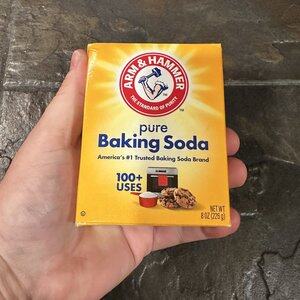 ARM & HAMMER
THE STANDARD OF PURITY
pure
Baking Soda
America's #1 Trusted Baking Soda Brand
100+
USES
NET WT
8 OZ (226 g)